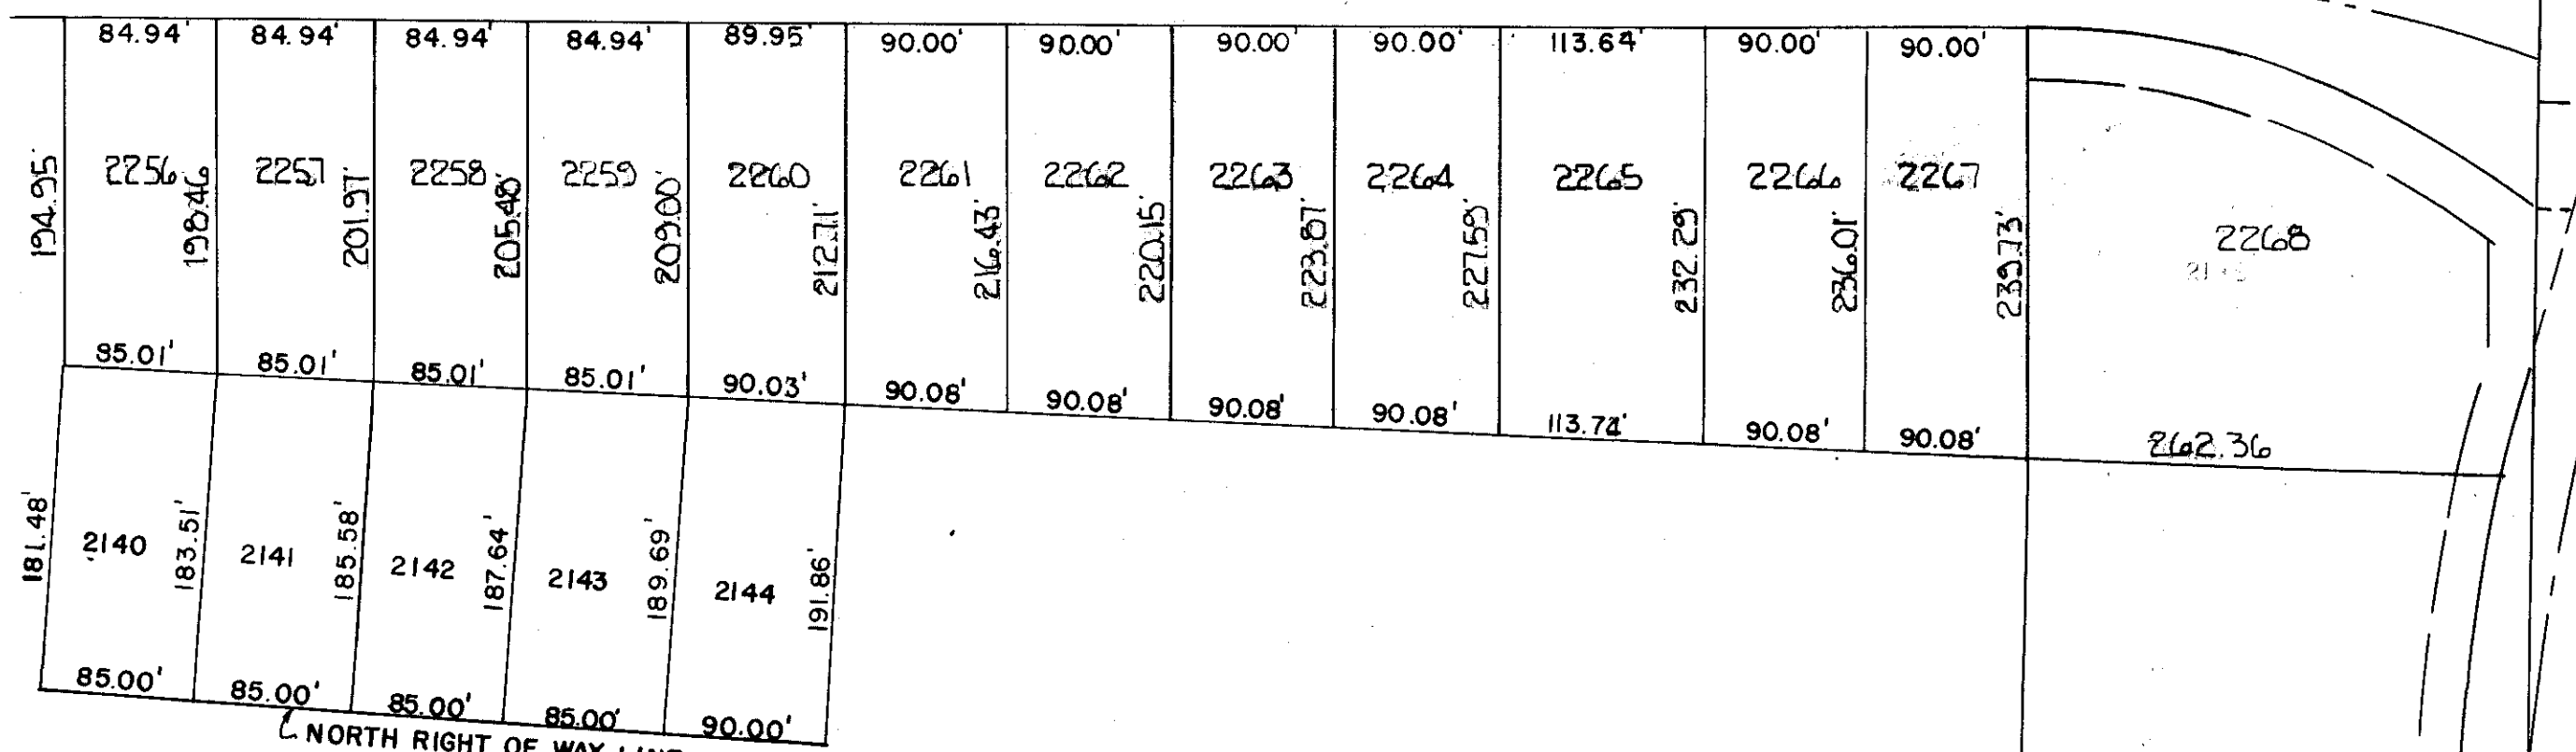 84.94' 84.94' 84.94' 84.94' 89.95' 90.00' 90.00' 90.00' 90.00' 113.64' 90.00' 90.00'
2256 2257 2258 2259 2260 2261 2262 2263 2264 2265 2266 2267
2268
194.95' 198.46 201.97' 205.48' 209.00' 212.71' 216.43' 220.15' 223.87' 227.59' 232.29' 236.01' 239.73'
85.01' 85.01' 85.01' 85.01' 90.03' 90.08' 90.08' 90.08' 90.08' 113.74' 90.08' 90.08' 262.36
181.48' 183.51' 185.58' 187.64' 189.69' 191.86'
2140 2141 2142 2143 2144
85.00' 85.00' 85.00' 85.00' 90.00'
NORTH RIGHT OF WAY LINE